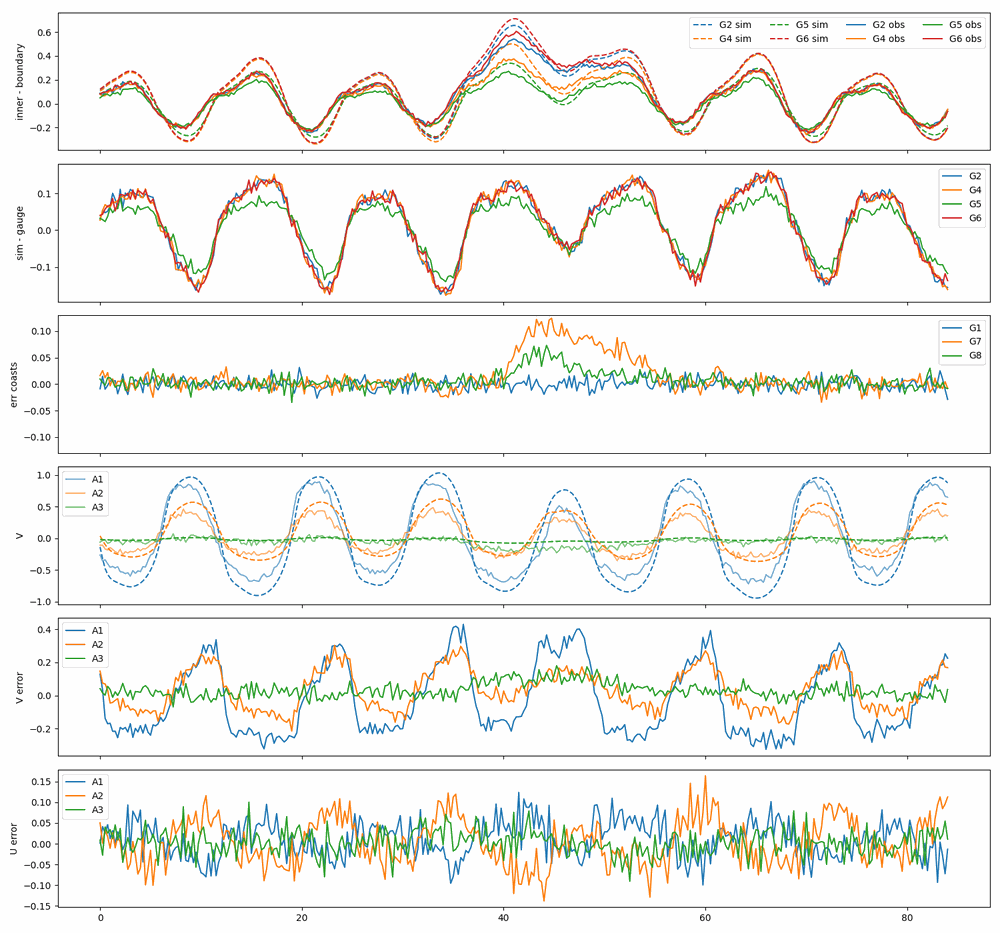 inner - boundary
0.6
0.4
0.2
0.0
−0.2
G2 sim G5 sim G2 obs G5 obs
G4 sim G6 sim G4 obs G6 obs
sim - gauge
0.1
0.0
−0.1
G2
G4
G5
G6
err coasts
0.10
0.05
0.00
−0.05
−0.10
G1
G7
G8
V
1.0
0.5
0.0
−0.5
−1.0
A1
A2
A3
V error
0.4
0.2
0.0
−0.2
A1
A2
A3
U error
0.15
0.10
0.05
0.00
−0.05
−0.10
−0.15
A1
A2
A3
0 20 40 60 80